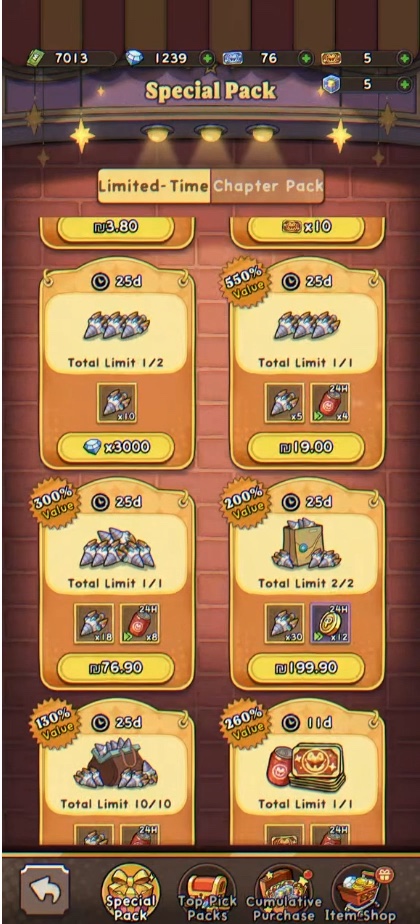 7013
1239
76
5
5
Special Pack
Limited-Time
Chapter Pack
₪3.80
x10
25d
Total Limit 1/2
x10
x3000
550%
Value
25d
Total Limit 1/1
x5
24H
x4
₪19.00
300%
Value
25d
Total Limit 1/1
x18
24H
x8
₪76.90
200%
Value
25d
Total Limit 2/2
x30
24H
x12
₪199.90
130%
Value
25d
Total Limit 10/10
24H
260%
Value
11d
Total Limit 1/1
24H
Special
Pack
Top Pick
Packs
Cumulative
Purchase
Item Shop